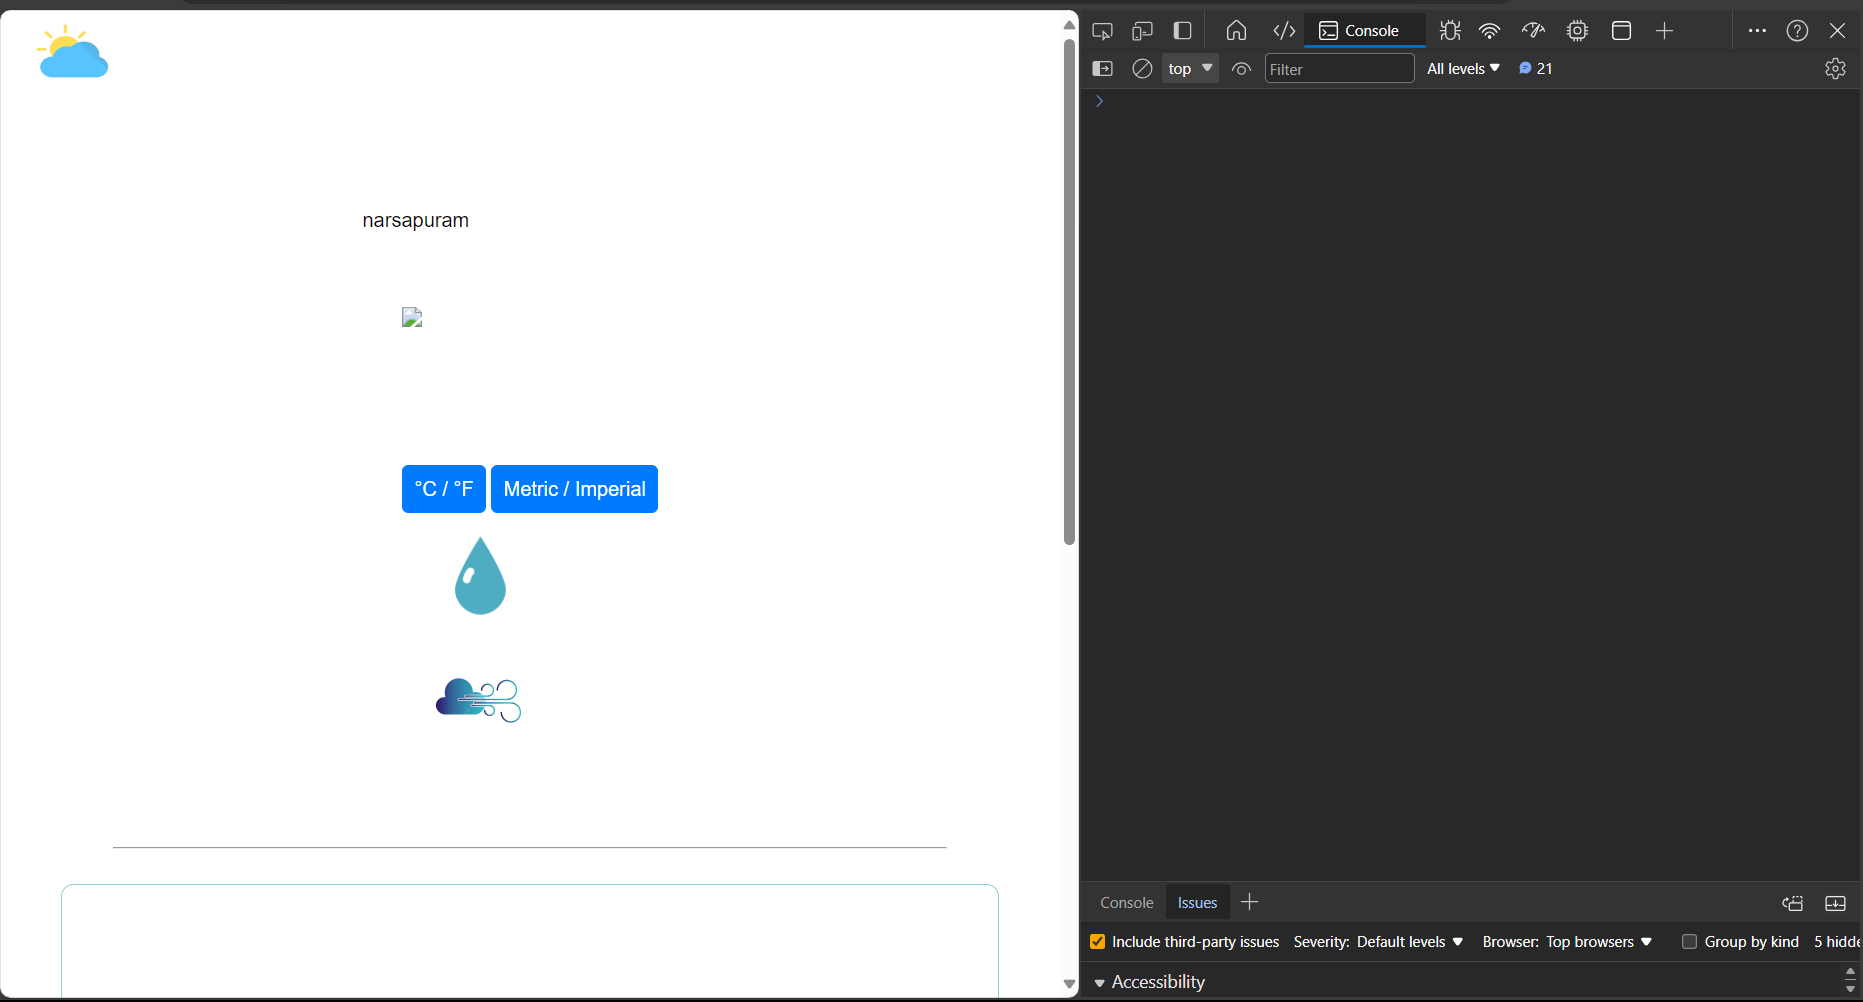 narsapuram
°C / °F Metric / Imperial
Console
top Filter All levels 21
Console Issues
Include third-party issues Severity: Default levels Browser: Top browsers Group by kind 5 hidde
Accessibility